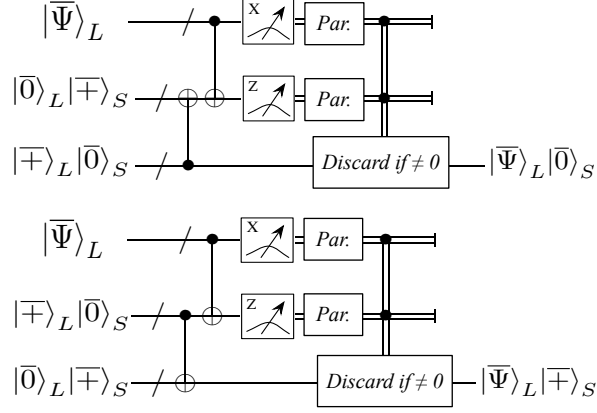 |Ψ̅⟩_L X Par.
|0̅⟩_L|+̅⟩_S Z Par.
|+̅⟩_L|0̅⟩_S Discard if ≠ 0 |Ψ̅⟩_L|0̅⟩_S
|Ψ̅⟩_L X Par.
|+̅⟩_L|0̅⟩_S Z Par.
|0̅⟩_L|+̅⟩_S Discard if ≠ 0 |Ψ̅⟩_L|+̅⟩_S